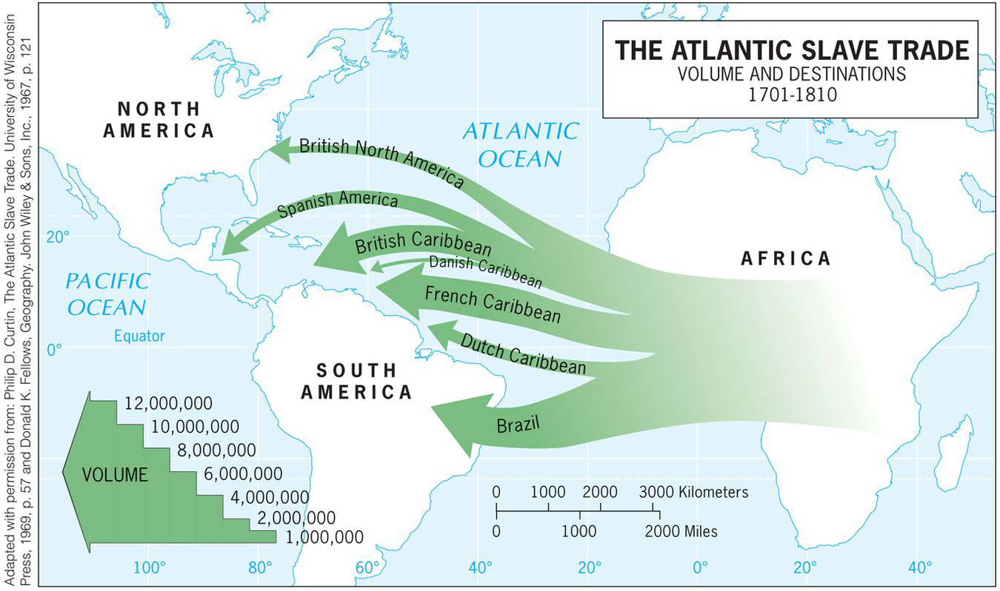 Adapted with permission from: Philip D. Curtin, The Atlantic Slave Trade. University of Wisconsin
Press, 1969, p. 57 and Donald K. Fellows, Geography. John Wiley & Sons, Inc., 1967, p. 121
THE ATLANTIC SLAVE TRADE
VOLUME AND DESTINATIONS
1701-1810
NORTH
AMERICA
ATLANTIC
OCEAN
British North America
Spanish America
British Caribbean
Danish Caribbean
French Caribbean
Dutch Caribbean
Brazil
AFRICA
20°
PACIFIC
OCEAN
Equator
0°
SOUTH
AMERICA
VOLUME
12,000,000
10,000,000
8,000,000
6,000,000
4,000,000
2,000,000
1,000,000
0 1000 2000 3000 Kilometers
0 1000 2000 Miles
100° 80° 60° 40° 20° 0° 20° 40°